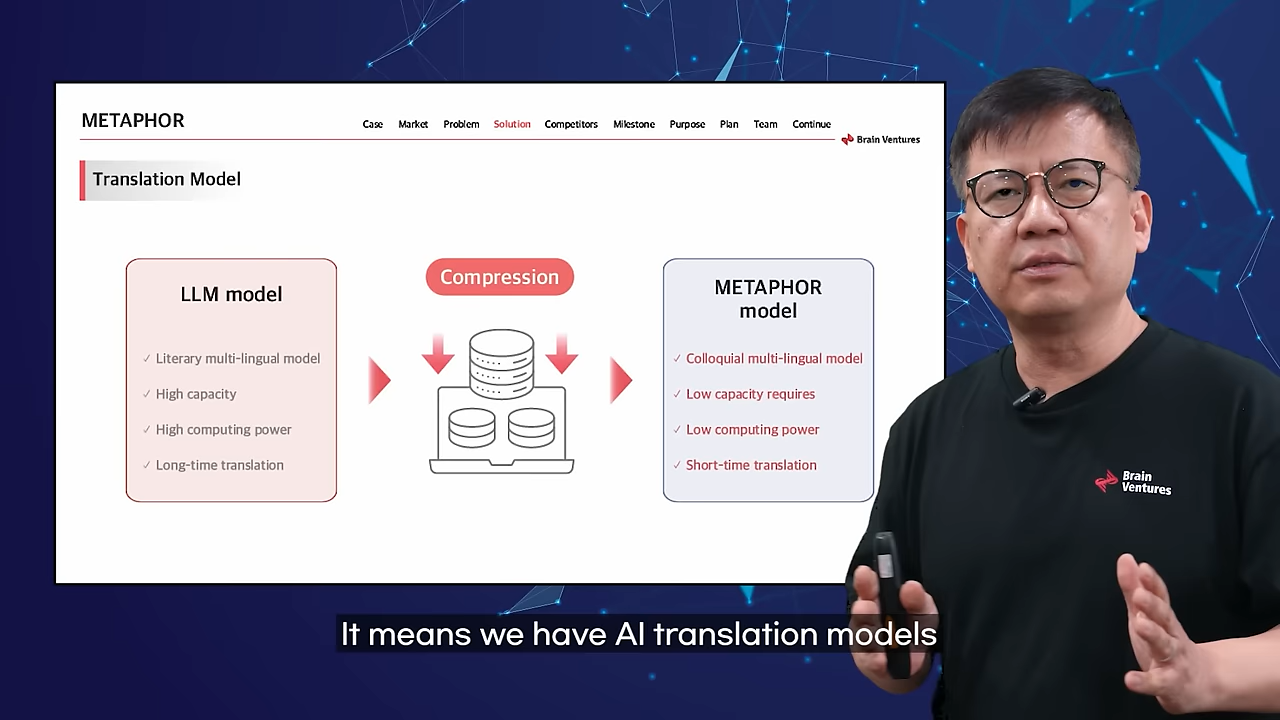 METAPHOR
Case Market Problem Solution Competitors Milestone Purpose Plan Team Continue
Brain Ventures
Translation Model
LLM model
✓ Literary multi-lingual model
✓ High capacity
✓ High computing power
✓ Long-time translation
Compression
METAPHOR
model
✓ Colloquial multi-lingual model
✓ Low capacity requires
✓ Low computing power
✓ Short-time translation
Brain
Ventures
It means we have AI translation models